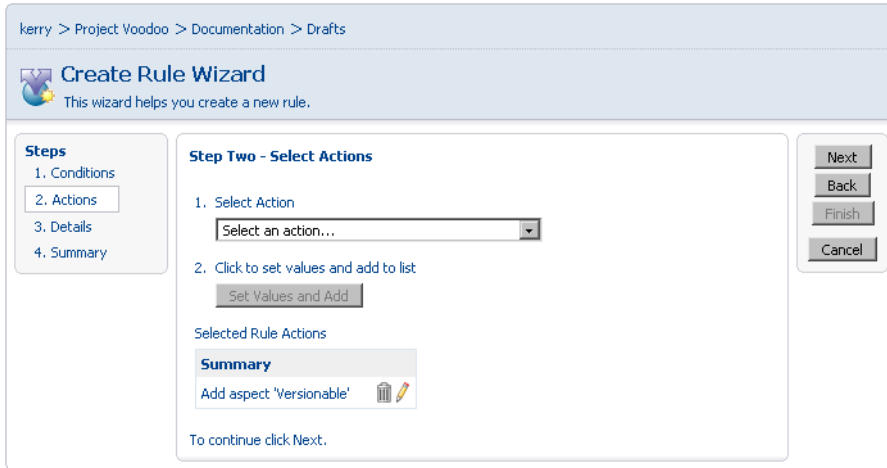 kerry > Project Voodoo > Documentation > Drafts
Create Rule Wizard
This wizard helps you create a new rule.
Steps
1. Conditions
2. Actions
3. Details
4. Summary
Step Two - Select Actions
1. Select Action
Select an action...
2. Click to set values and add to list
Set Values and Add
Selected Rule Actions
Summary
Add aspect 'Versionable'
To continue click Next.
Next
Back
Finish
Cancel